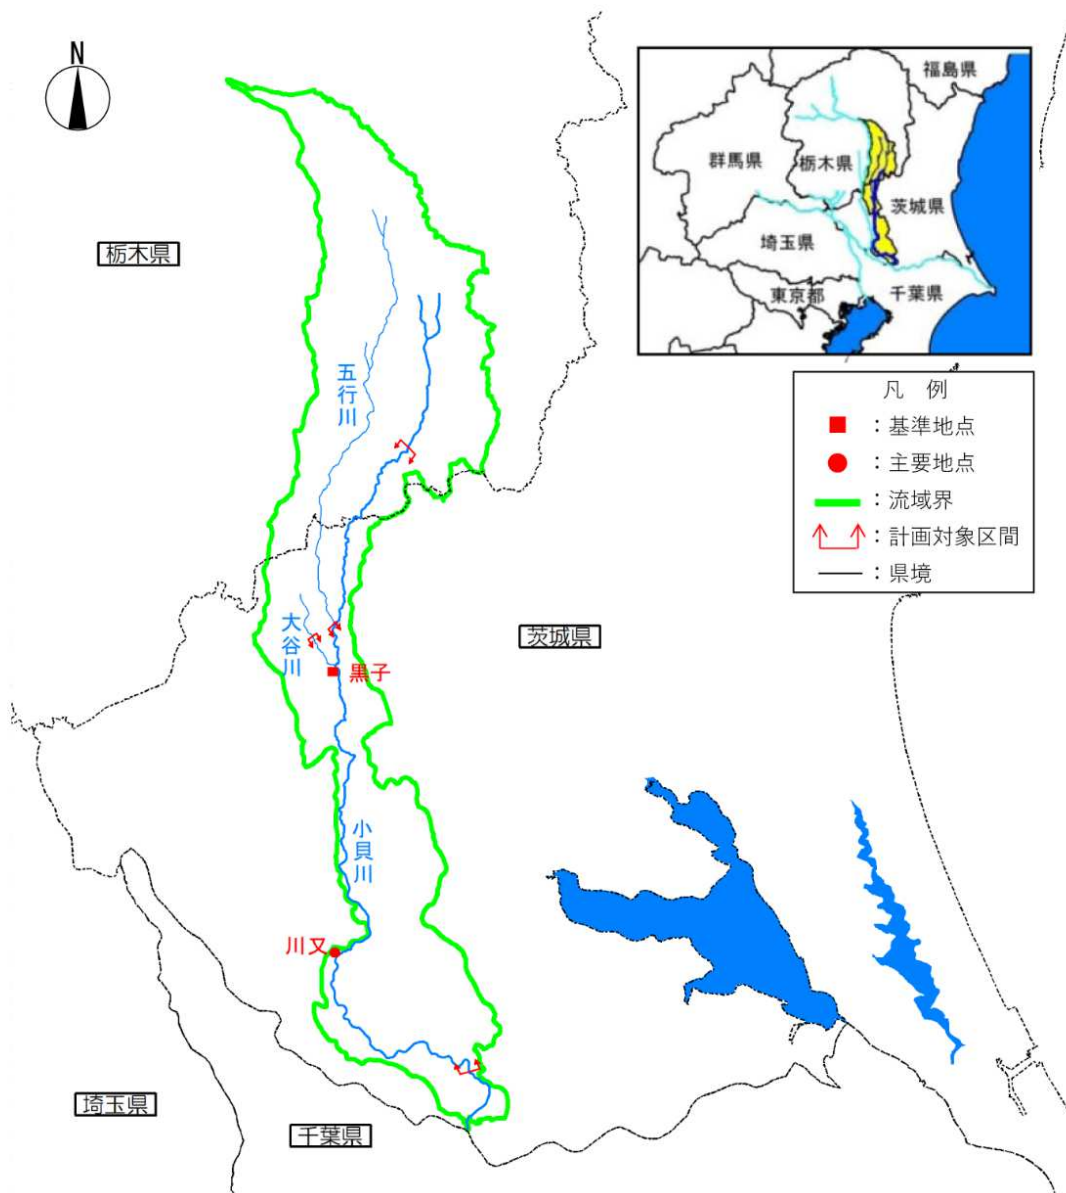 N
福島県
群馬県
栃木県
茨城県
埼玉県
東京都
千葉県
栃木県
五行川
凡 例
：基準地点
：主要地点
：流域界
：計画対象区間
：県境
大谷川
茨城県
黒子
小貝川
川又
埼玉県
千葉県